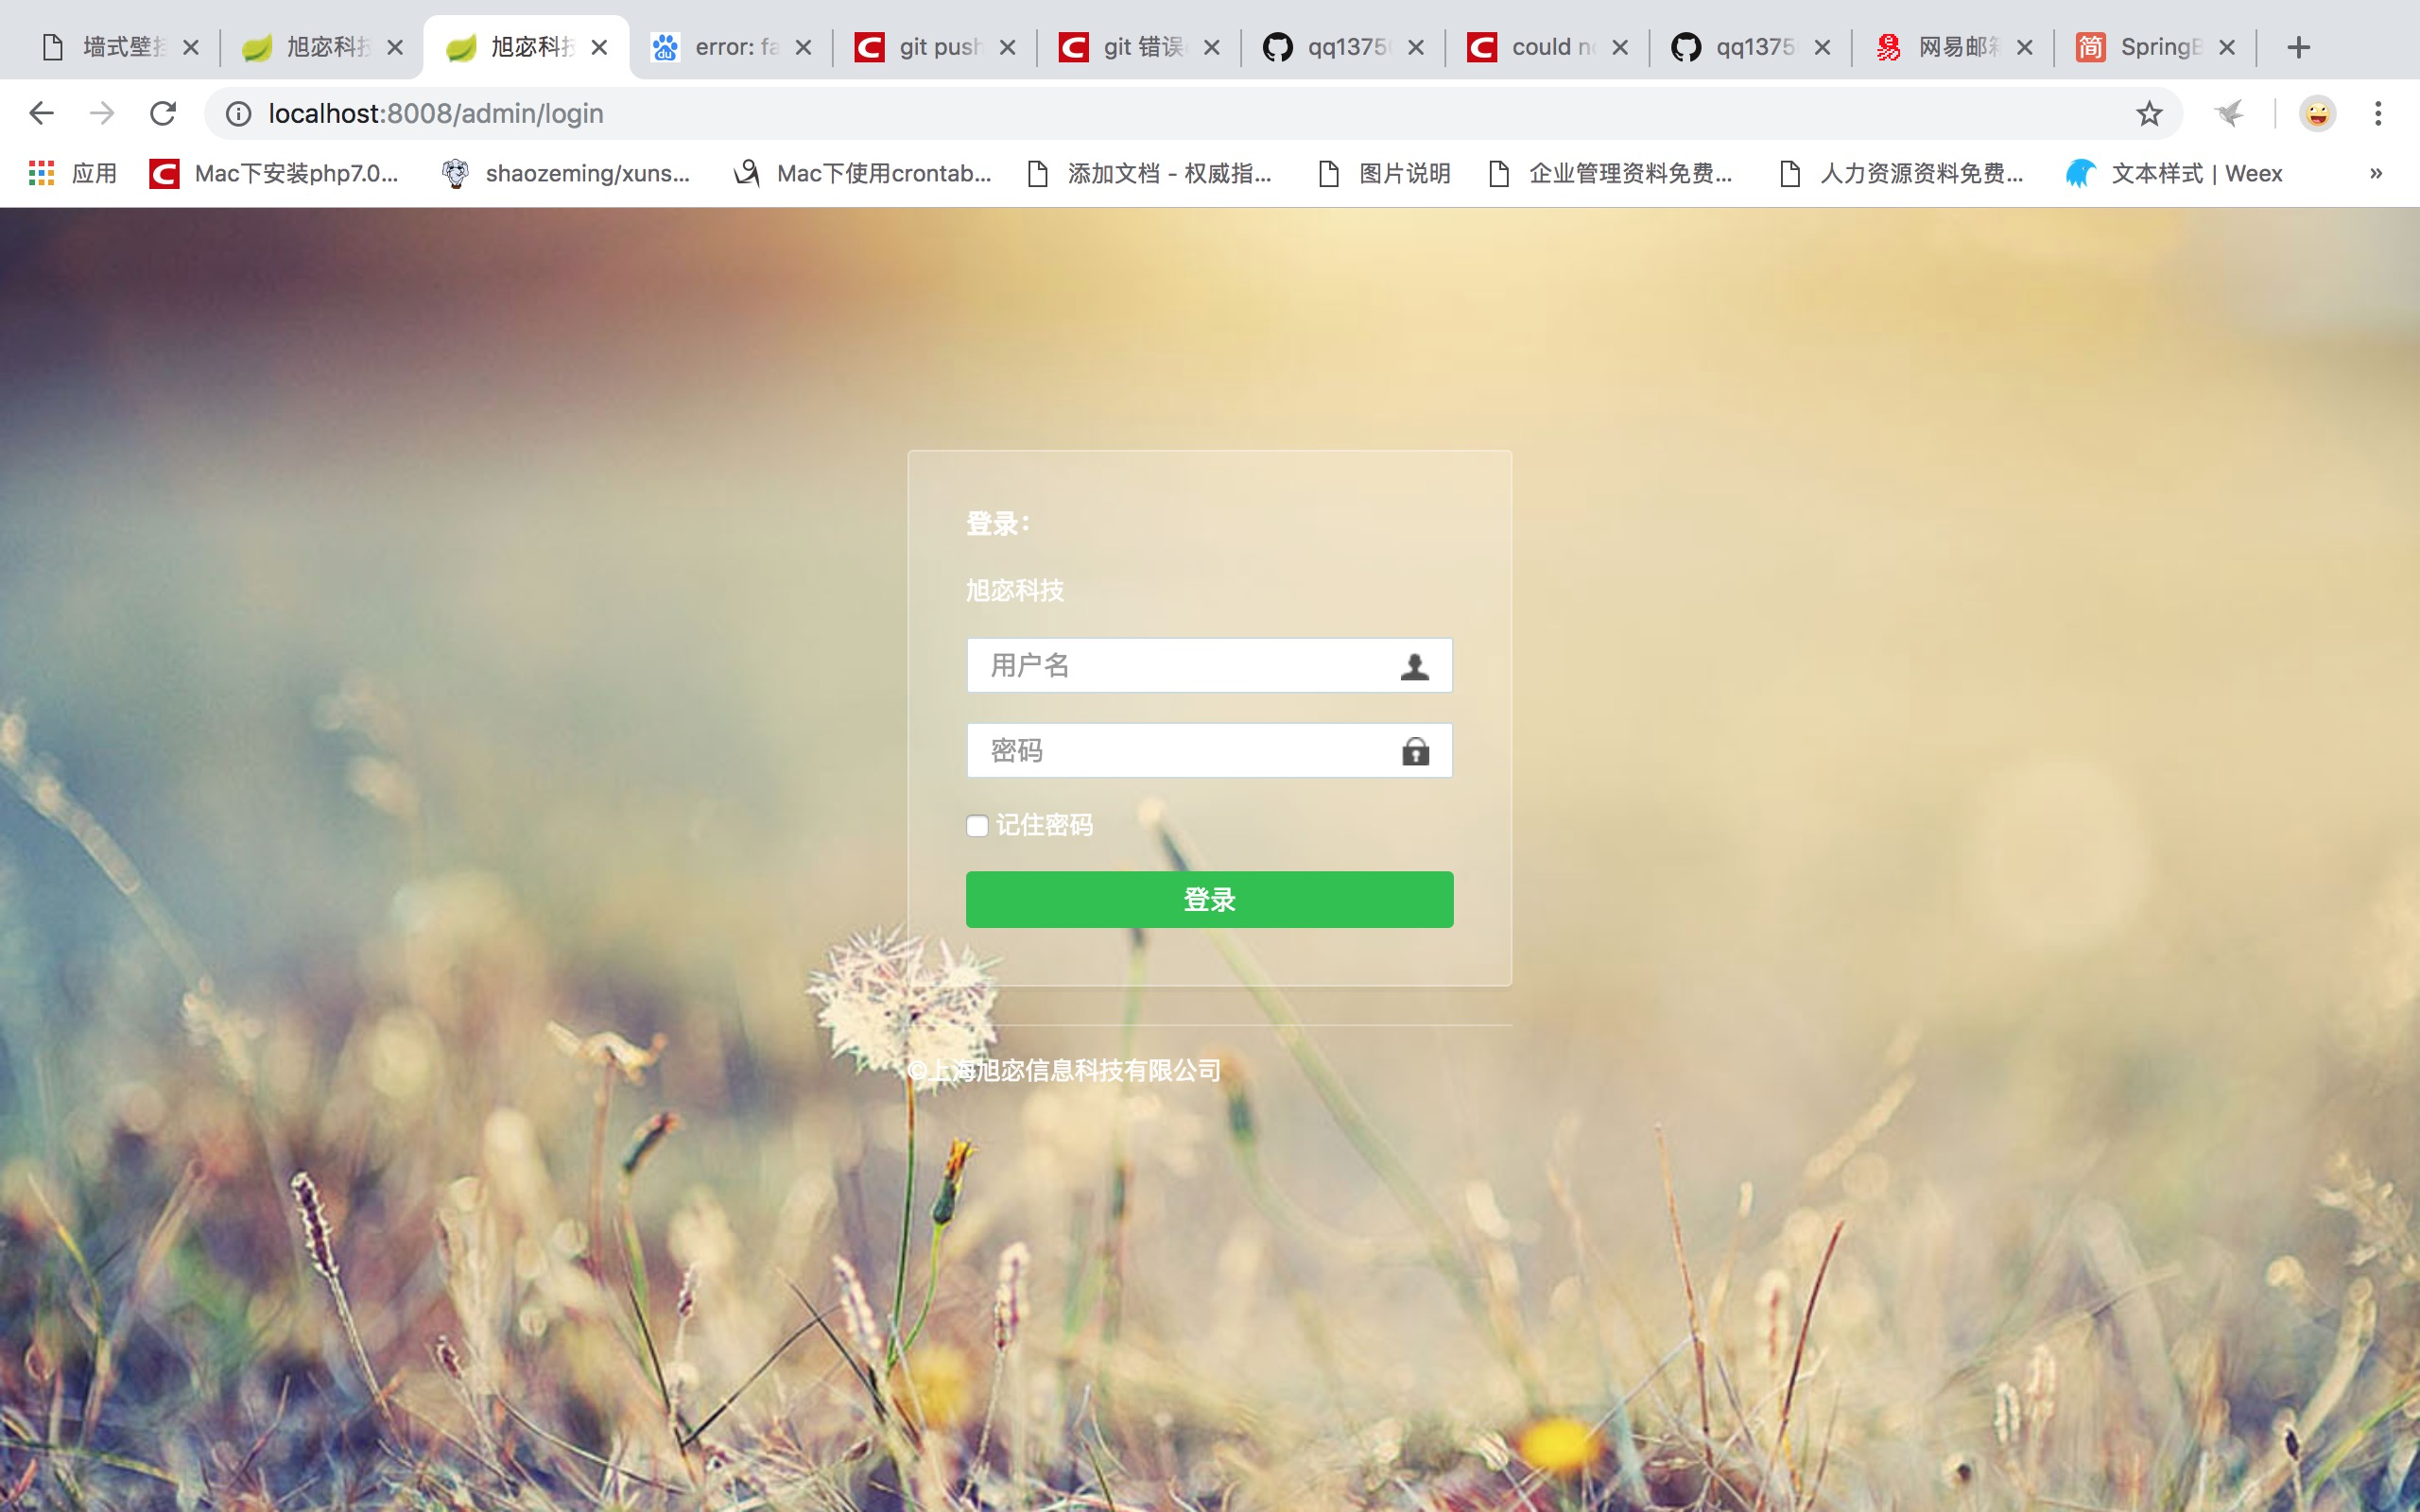 墙式壁挂
旭宓科技
旭宓科技
error: fa
git push
git 错误
qq1375
could no
qq1375
网易邮箱
SpringB
localhost:8008/admin/login
应用
Mac下安装php7.0...
shaozeming/xuns...
Mac下使用crontab...
添加文档 - 权威指...
图片说明
企业管理资料免费...
人力资源资料免费...
文本样式 | Weex
»
登录：
旭宓科技
用户名
密码
记住密码
登录
©上海旭宓信息科技有限公司